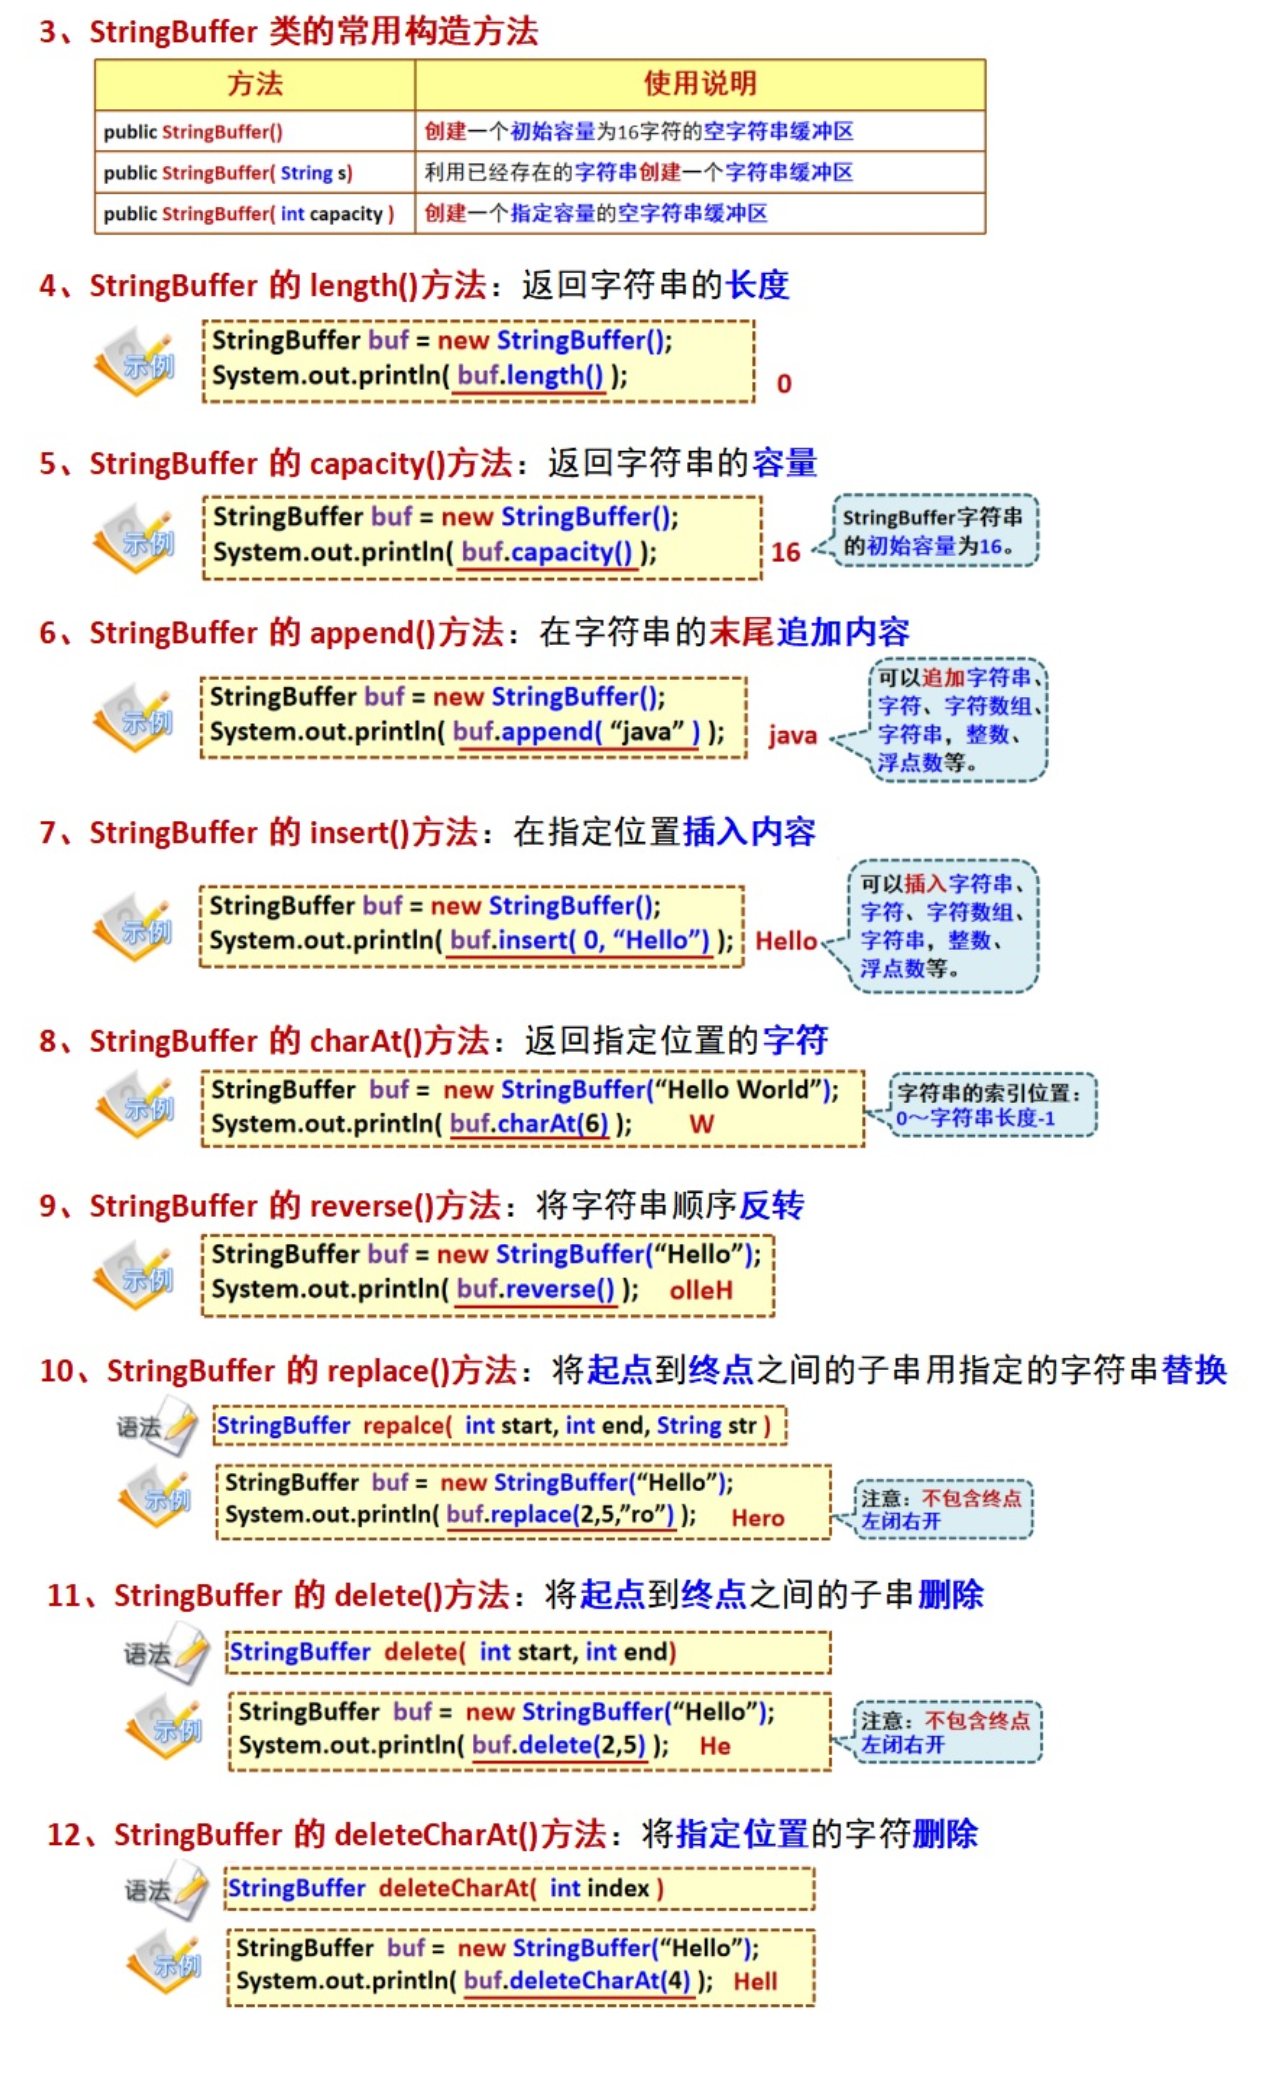 3、StringBuffer 类的常用构造方法
方法 使用说明
public StringBuffer() 创建一个初始容量为16字符的空字符串缓冲区
public StringBuffer( String s) 利用已经存在的字符串创建一个字符串缓冲区
public StringBuffer( int capacity ) 创建一个指定容量的空字符串缓冲区
4、StringBuffer 的 length()方法：返回字符串的长度
示例
StringBuffer buf = new StringBuffer();
System.out.println( buf.length() );
0
5、StringBuffer 的 capacity()方法：返回字符串的容量
示例
StringBuffer buf = new StringBuffer();
System.out.println( buf.capacity() );
16
StringBuffer字符串
的初始容量为16。
6、StringBuffer 的 append()方法：在字符串的末尾追加内容
示例
StringBuffer buf = new StringBuffer();
System.out.println( buf.append( “java” ) );
java
可以追加字符串、
字符、字符数组、
字符串，整数、
浮点数等。
7、StringBuffer 的 insert()方法：在指定位置插入内容
示例
StringBuffer buf = new StringBuffer();
System.out.println( buf.insert( 0, “Hello”) );
Hello
可以插入字符串、
字符、字符数组、
字符串，整数、
浮点数等。
8、StringBuffer 的 charAt()方法：返回指定位置的字符
示例
StringBuffer buf = new StringBuffer(“Hello World”);
System.out.println( buf.charAt(6) ); W
字符串的索引位置：
0～字符串长度-1
9、StringBuffer 的 reverse()方法：将字符串顺序反转
示例
StringBuffer buf = new StringBuffer(“Hello”);
System.out.println( buf.reverse() ); olleH
10、StringBuffer 的 replace()方法：将起点到终点之间的子串用指定的字符串替换
语法
StringBuffer repalce( int start, int end, String str )
示例
StringBuffer buf = new StringBuffer(“Hello”);
System.out.println( buf.replace(2,5,”ro”) ); Hero
注意：不包含终点
左闭右开
11、StringBuffer 的 delete()方法：将起点到终点之间的子串删除
语法
StringBuffer delete( int start, int end)
示例
StringBuffer buf = new StringBuffer(“Hello”);
System.out.println( buf.delete(2,5) ); He
注意：不包含终点
左闭右开
12、StringBuffer 的 deleteCharAt()方法：将指定位置的字符删除
语法
StringBuffer deleteCharAt( int index )
示例
StringBuffer buf = new StringBuffer(“Hello”);
System.out.println( buf.deleteCharAt(4) ); Hell